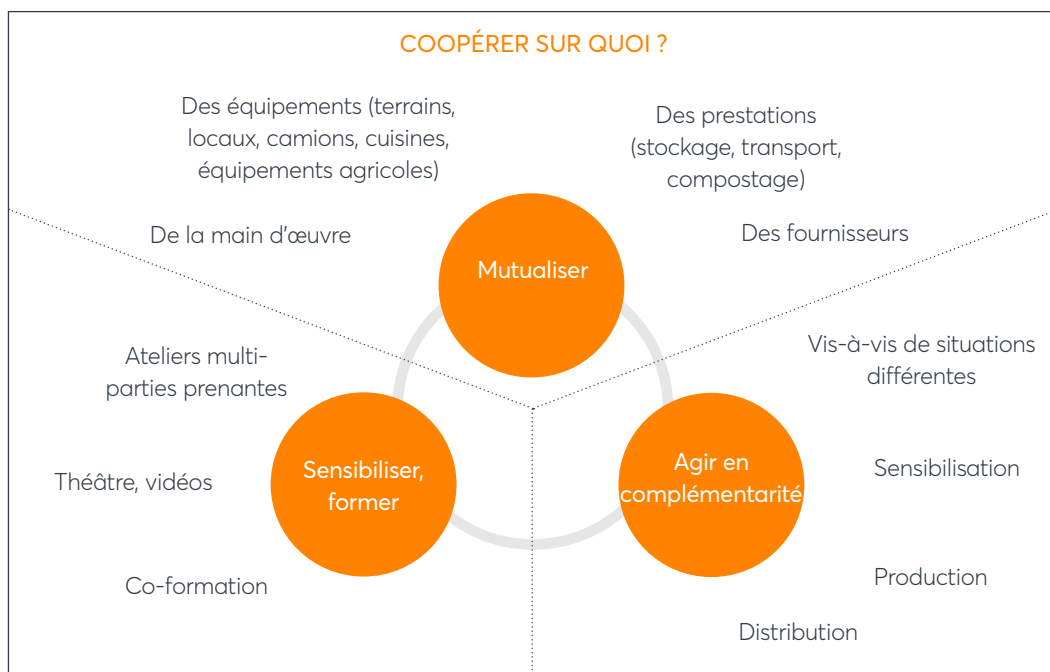 COOPÉRER SUR QUOI ?
Des équipements (terrains,
locaux, camions, cuisines,
équipements agricoles)
Des prestations
(stockage, transport,
compostage)
De la main d'œuvre
Des fournisseurs
Mutualiser
Ateliers multi-
parties prenantes
Vis-à-vis de situations
différentes
Théâtre, vidéos
Sensibiliser,
former
Agir en
complémentarité
Sensibilisation
Co-formation
Production
Distribution